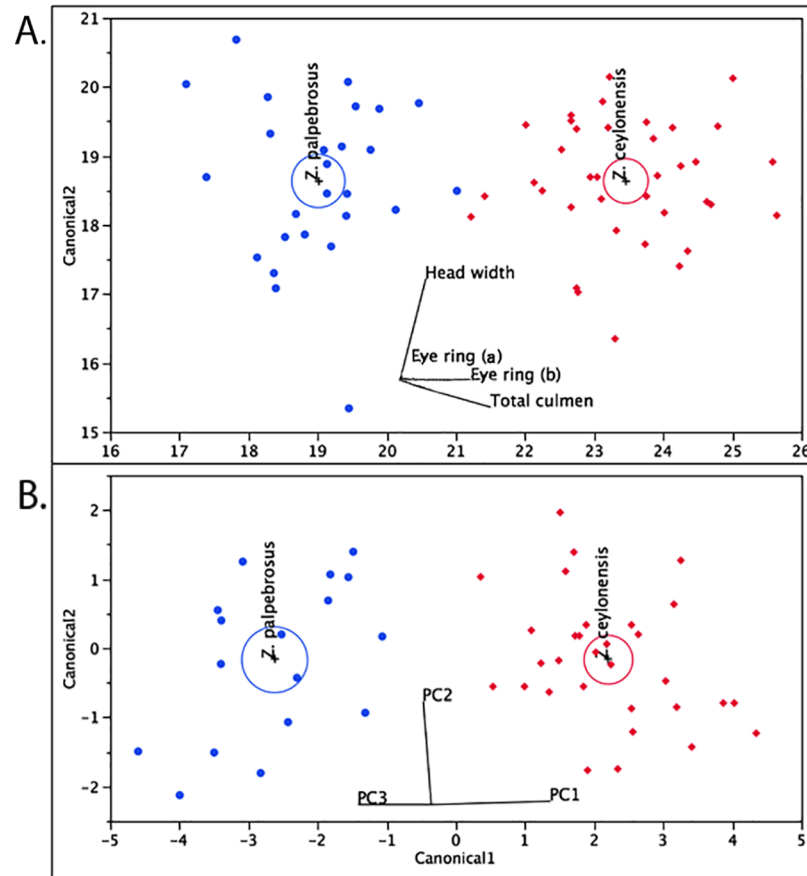 A.
21
20
19
18
17
16
15
Canonical2
Z. palpebrosus
Z. ceylonensis
Head width
Eye ring (a)
Eye ring (b)
Total culmen
16 17 18 19 20 21 22 23 24 25 26
B.
2
1
0
-1
-2
Canonical2
Z. palpebrosus
Z. ceylonensis
PC2
PC3
PC1
-5 -4 -3 -2 -1 0 1 2 3 4 5
Canonical1